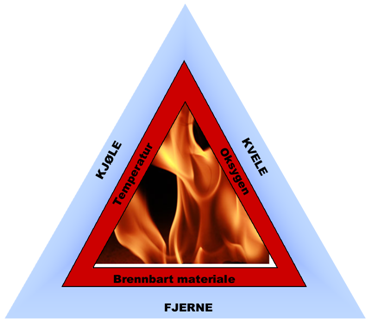 KJØLE
KVELE
Temperatur
Oksygen
Brennbart materiale
FJERNE